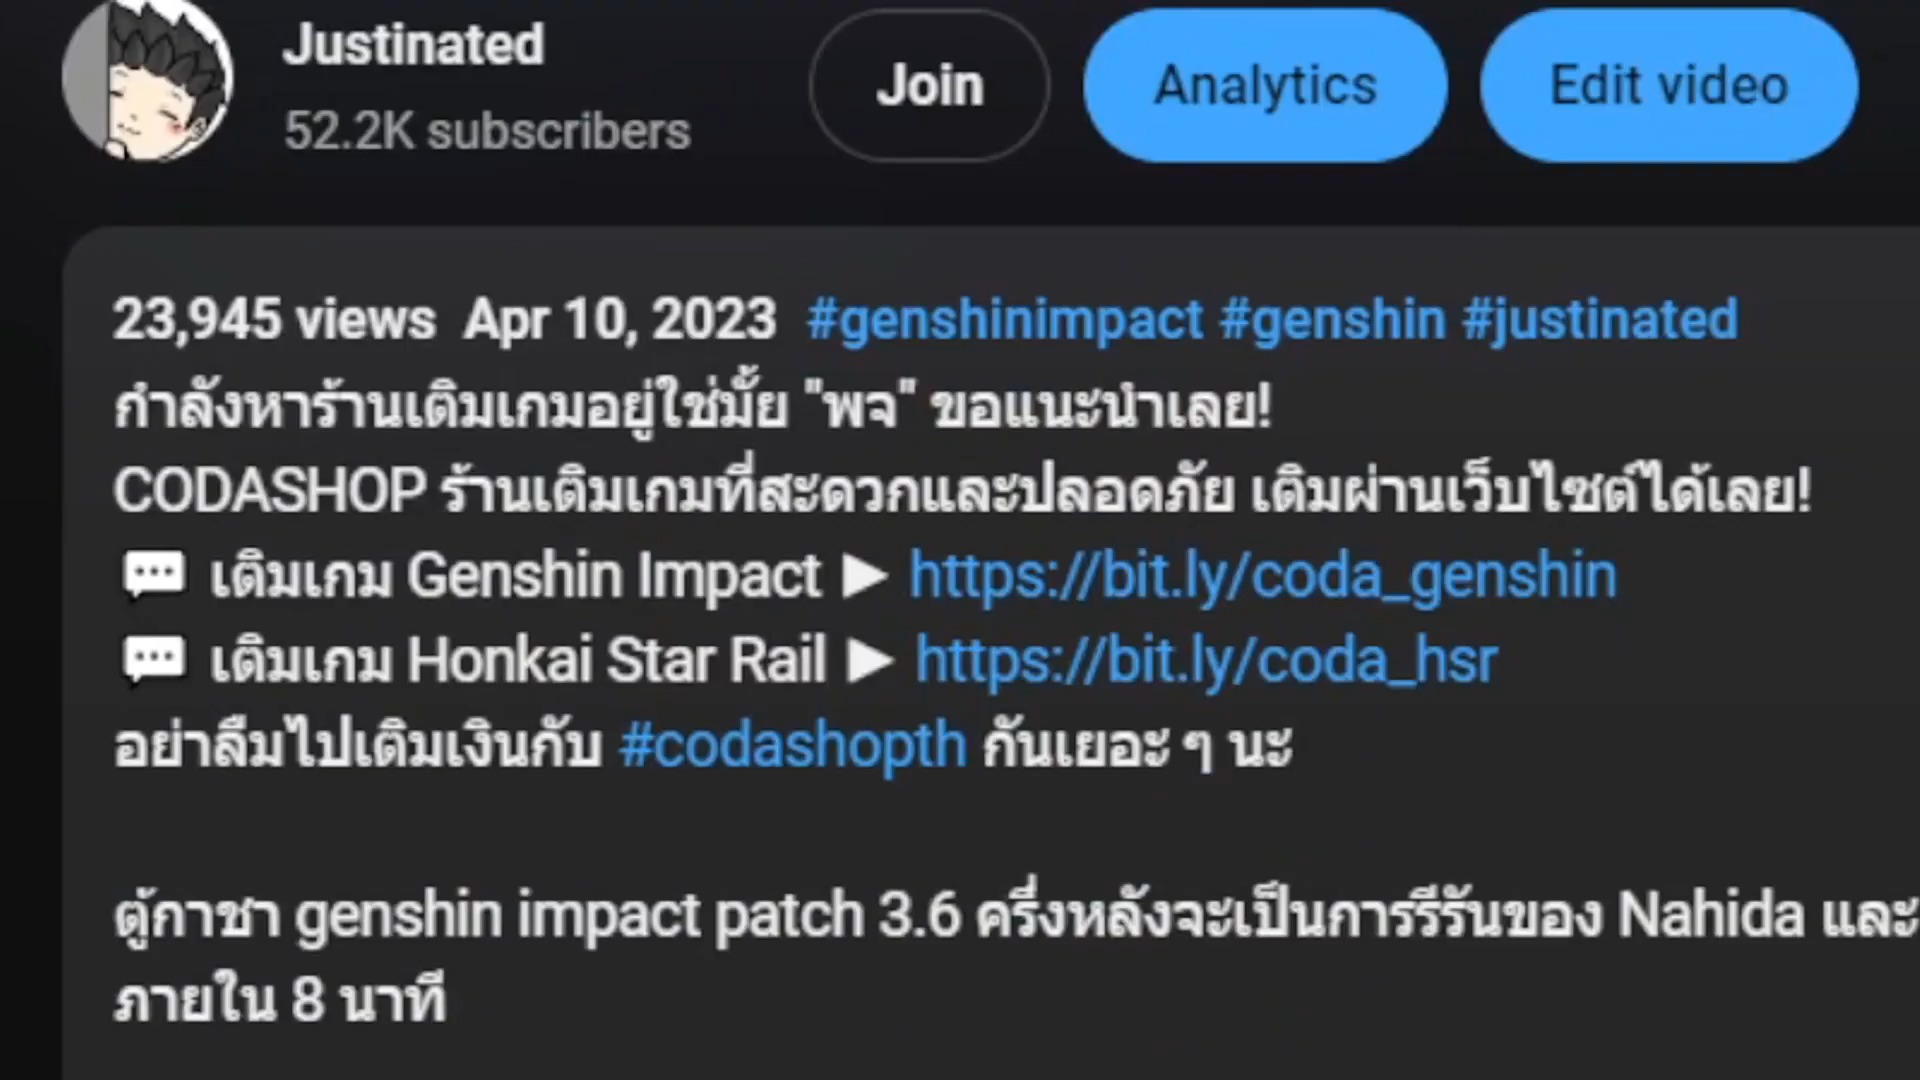 Justinated
52.2K subscribers
Join
Analytics
Edit video
23,945 views Apr 10, 2023 #genshinimpact #genshin #justinated
กำลังหาร้านเติมเกมอยู่ใช่มั้ย "พจ" ขอแนะนำเลย!
CODASHOP ร้านเติมเกมที่สะดวกและปลอดภัย เติมผ่านเว็บไซต์ได้เลย!
💬 เติมเกม Genshin Impact ▶ https://bit.ly/coda_genshin
💬 เติมเกม Honkai Star Rail ▶ https://bit.ly/coda_hsr
อย่าลืมไปเติมเงินกับ #codashopth กันเยอะ ๆ นะ
ตู้กาชา genshin impact patch 3.6 ครึ่งหลังจะเป็นการรีรันของ Nahida และ
ภายใน 8 นาที